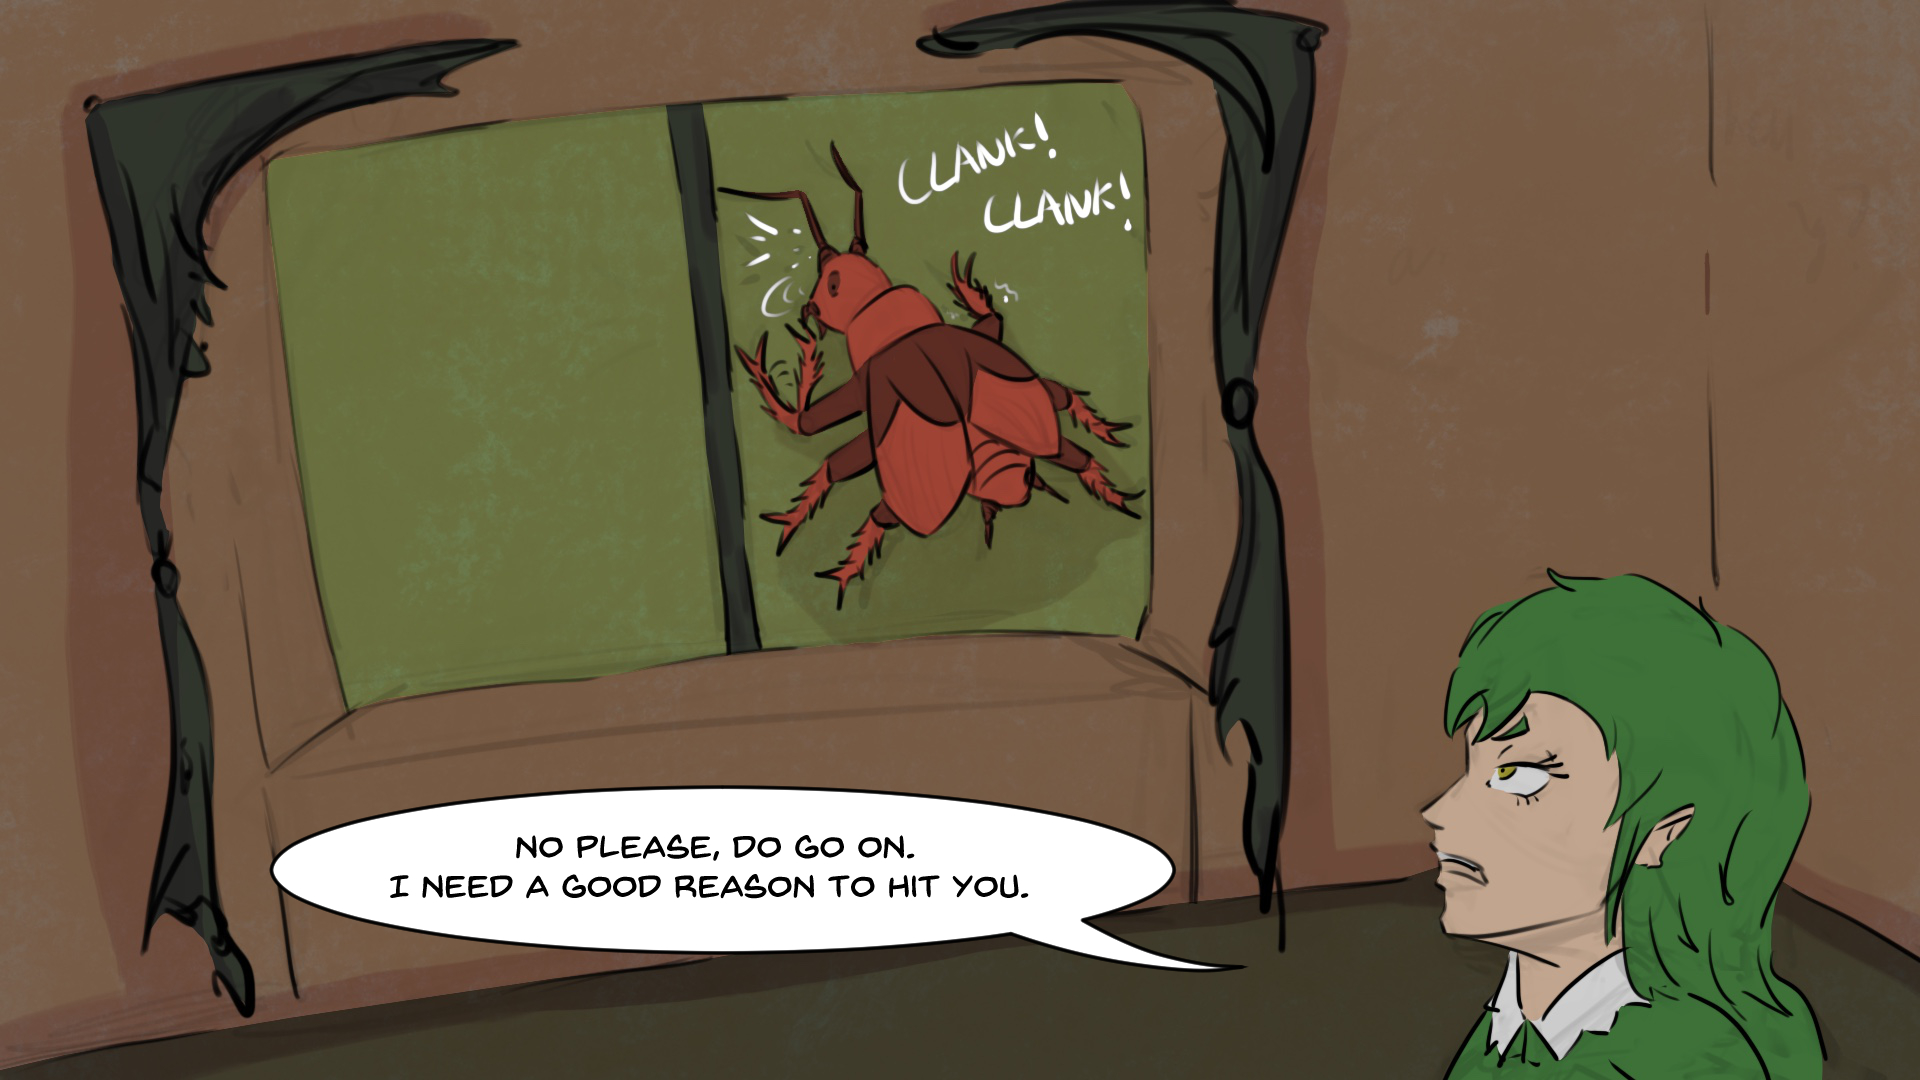 CLANK!
CLANK!
NO PLEASE, DO GO ON.
I NEED A GOOD REASON TO HIT YOU.